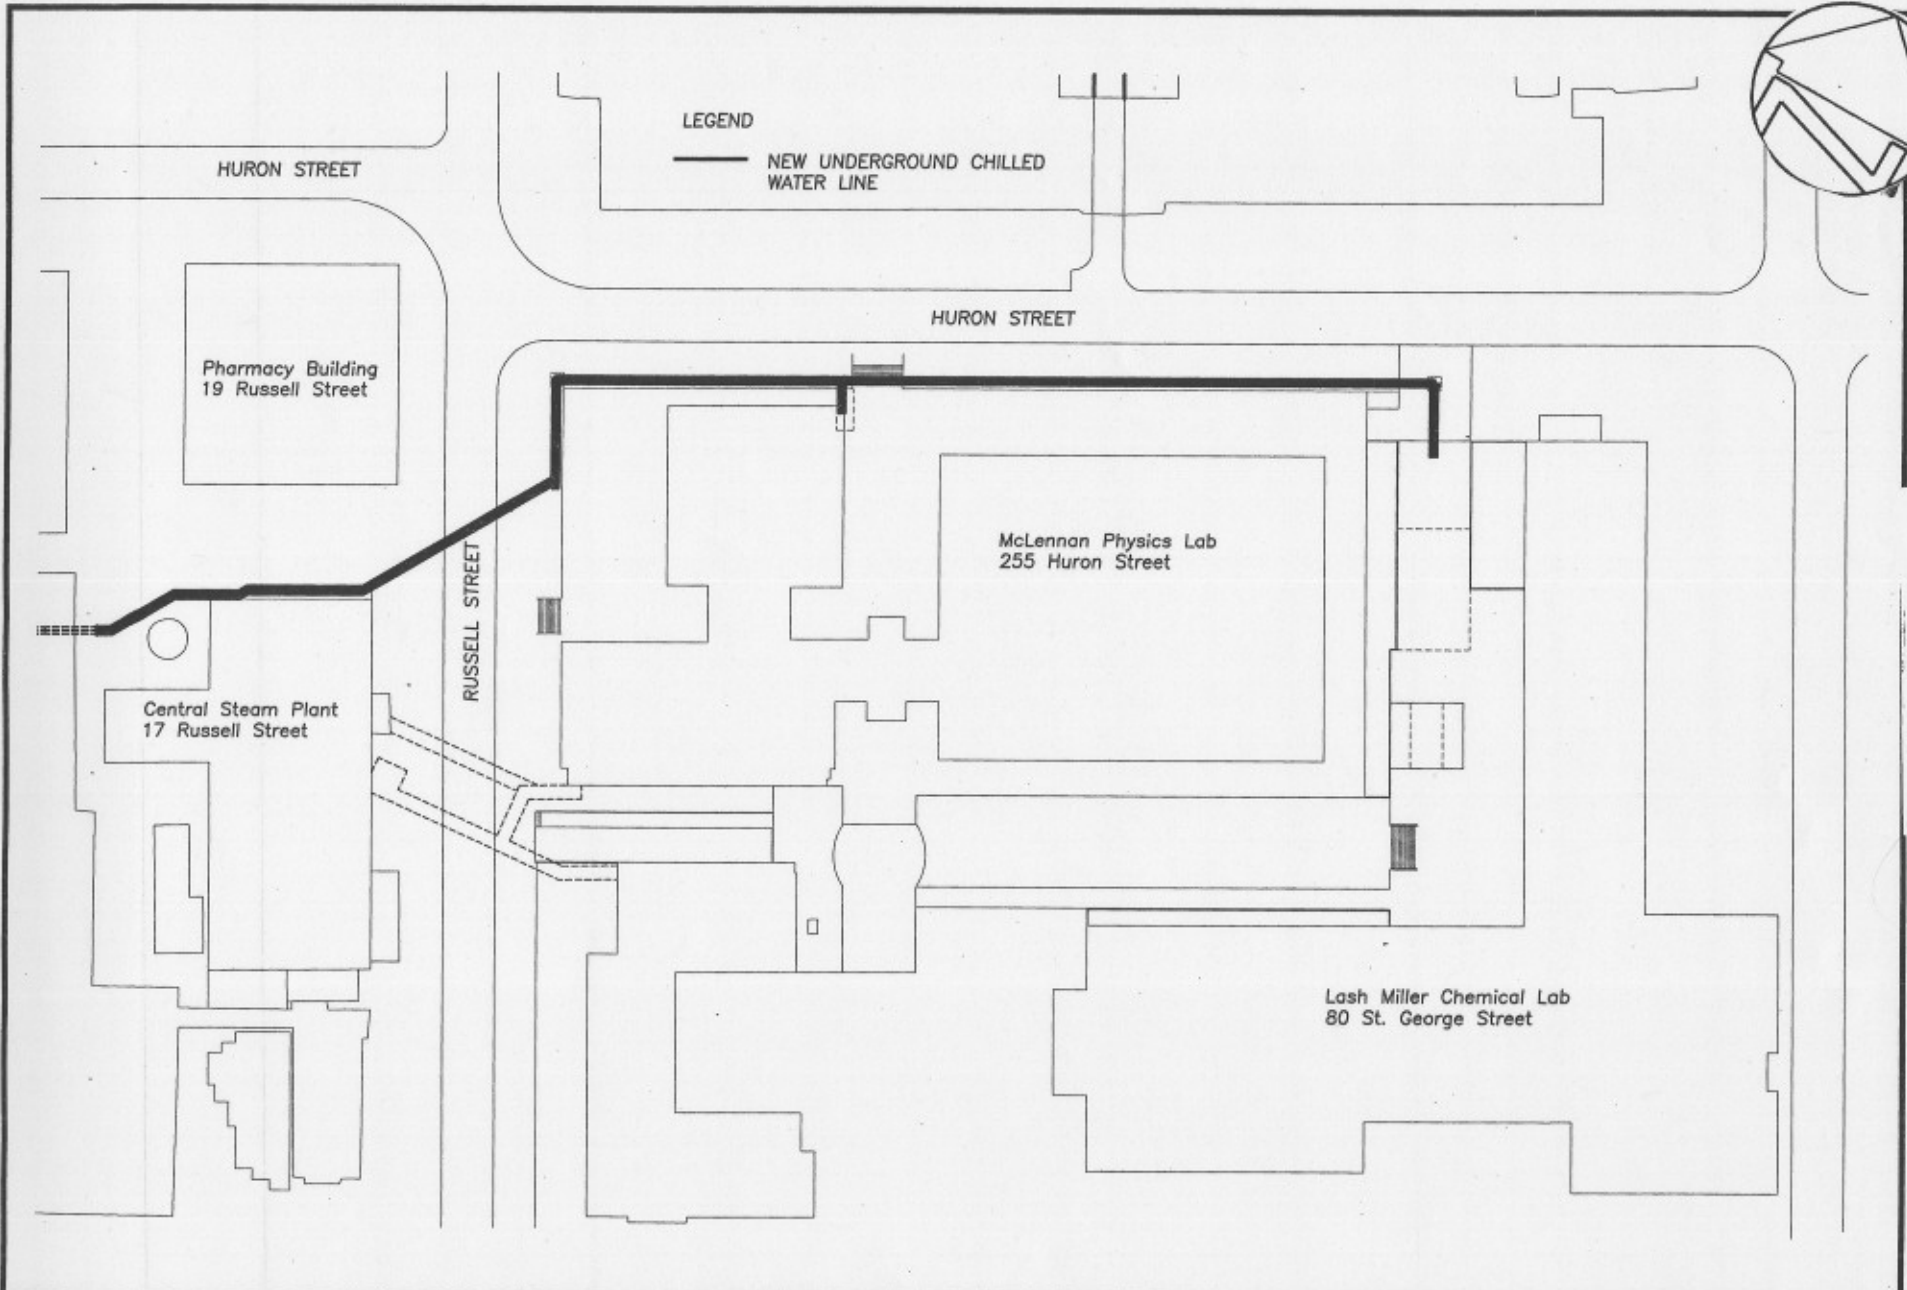 LEGEND
NEW UNDERGROUND CHILLED
WATER LINE
HURON STREET
HURON STREET
Pharmacy Building
19 Russell Street
McLennan Physics Lab
255 Huron Street
RUSSELL STREET
Central Steam Plant
17 Russell Street
Lash Miller Chemical Lab
80 St. George Street